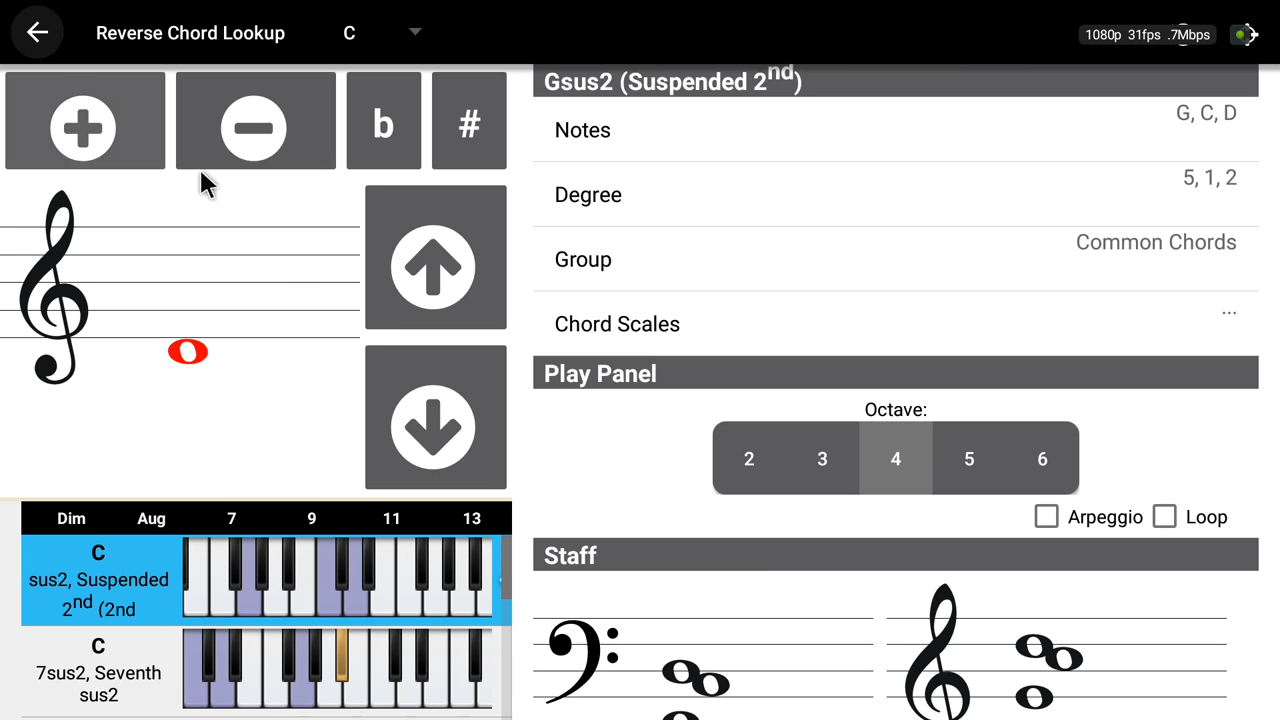 Reverse Chord Lookup
C
1080p 31fps .7Mbps
b
#
Dim Aug 7 9 11 13
C
sus2, Suspended
2nd (2nd
C
7sus2, Seventh
sus2
Gsus2 (Suspended 2nd)
Notes G, C, D
Degree 5, 1, 2
Group Common Chords
Chord Scales ...
Play Panel
Octave:
2 3 4 5 6
Arpeggio Loop
Staff